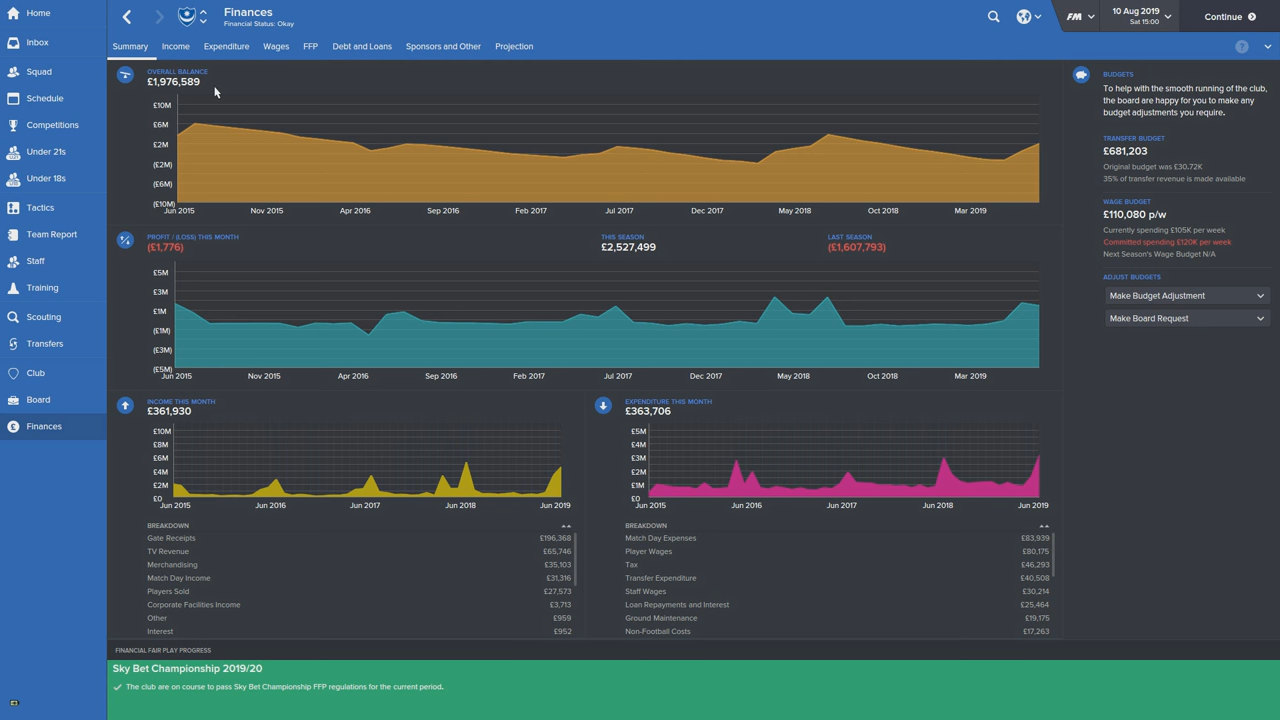 Home
Inbox
Squad
Schedule
Competitions
Under 21s
Under 18s
Tactics
Team Report
Staff
Training
Scouting
Transfers
Club
Board
Finances
Finances
Financial Status: Okay
FM
10 Aug 2019
Sat 15:00
Continue
Summary Income Expenditure Wages FFP Debt and Loans Sponsors and Other Projection
?
OVERALL BALANCE
£1,976,589
£10M
£6M
£2M
(£2M)
(£6M)
(£10M)
Jun 2015 Nov 2015 Apr 2016 Sep 2016 Feb 2017 Jul 2017 Dec 2017 May 2018 Oct 2018 Mar 2019
PROFIT / (LOSS) THIS MONTH
(£1,776)
THIS SEASON
£2,527,499
LAST SEASON
(£1,607,793)
£5M
£3M
£1M
(£1M)
(£3M)
(£5M)
Jun 2015 Nov 2015 Apr 2016 Sep 2016 Feb 2017 Jul 2017 Dec 2017 May 2018 Oct 2018 Mar 2019
INCOME THIS MONTH
£361,930
£10M
£8M
£6M
£4M
£2M
£0
Jun 2015 Jun 2016 Jun 2017 Jun 2018 Jun 2019
BREAKDOWN
Gate Receipts £196,368
TV Revenue £65,746
Merchandising £35,103
Match Day Income £31,316
Players Sold £27,573
Corporate Facilities Income £3,713
Other £959
Interest £952
EXPENDITURE THIS MONTH
£363,706
£5M
£4M
£3M
£2M
£1M
£0
Jun 2015 Jun 2016 Jun 2017 Jun 2018 Jun 2019
BREAKDOWN
Match Day Expenses £83,939
Player Wages £80,175
Tax £46,293
Transfer Expenditure £40,508
Staff Wages £30,214
Loan Repayments and Interest £25,464
Ground Maintenance £19,175
Non-Football Costs £17,263
BUDGETS
To help with the smooth running of the club,
the board are happy for you to make any
budget adjustments you require.
TRANSFER BUDGET
£681,203
Original budget was £30.72K
35% of transfer revenue is made available
WAGE BUDGET
£110,080 p/w
Currently spending £105K per week
Committed spending £120K per week
Next Season's Wage Budget N/A
ADJUST BUDGETS
Make Budget Adjustment
Make Board Request
FINANCIAL FAIR PLAY PROGRESS
Sky Bet Championship 2019/20
The club are on course to pass Sky Bet Championship FFP regulations for the current period.